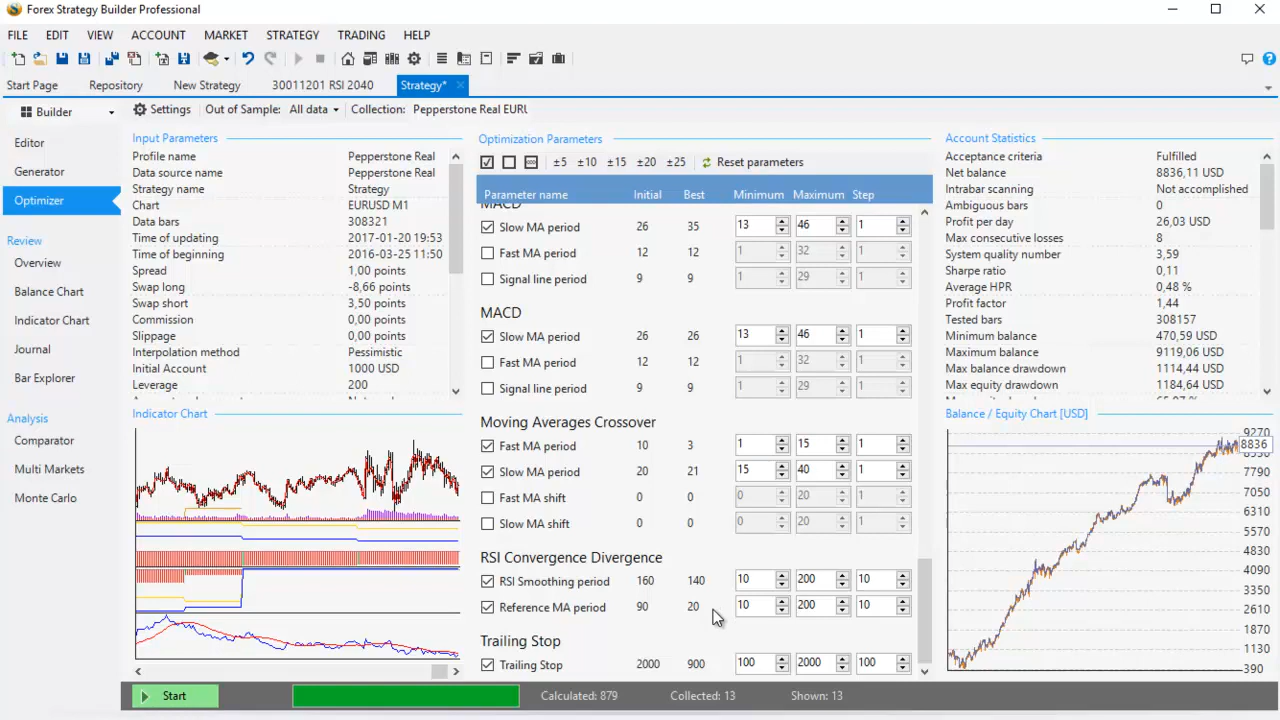 Forex Strategy Builder Professional
FILE EDIT VIEW ACCOUNT MARKET STRATEGY TRADING HELP
Start Page Repository New Strategy 30011201 RSI 2040 Strategy*
Builder
Settings Out of Sample: All data Collection: Pepperstone Real EURU
Editor
Generator
Optimizer
Review
Overview
Balance Chart
Indicator Chart
Journal
Bar Explorer
Analysis
Comparator
Multi Markets
Monte Carlo
Input Parameters
Profile name Pepperstone Real
Data source name Pepperstone Real
Strategy name Strategy
Chart EURUSD M1
Data bars 308321
Time of updating 2017-01-20 19:53
Time of beginning 2016-03-25 11:50
Spread 1,00 points
Swap long -8,66 points
Swap short 3,50 points
Commission 0,00 points
Slippage 0,00 points
Interpolation method Pessimistic
Initial Account 1000 USD
Leverage 200
Indicator Chart
Optimization Parameters
±5 ±10 ±15 ±20 ±25 Reset parameters
Parameter name Initial Best Minimum Maximum Step
MACD
Slow MA period 26 35 13 46 1
Fast MA period 12 12 1 32 1
Signal line period 9 9 1 29 1
MACD
Slow MA period 26 26 13 46 1
Fast MA period 12 12 1 32 1
Signal line period 9 9 1 29 1
Moving Averages Crossover
Fast MA period 10 3 1 15 1
Slow MA period 20 21 15 40 1
Fast MA shift 0 0 0 20 1
Slow MA shift 0 0 0 20 1
RSI Convergence Divergence
RSI Smoothing period 160 140 10 200 10
Reference MA period 90 20 10 200 10
Trailing Stop
Trailing Stop 2000 900 100 2000 100
Account Statistics
Acceptance criteria Fulfilled
Net balance 8836,11 USD
Intrabar scanning Not accomplished
Ambiguous bars 0
Profit per day 26,03 USD
Max consecutive losses 8
System quality number 3,59
Sharpe ratio 0,11
Average HPR 0,48 %
Profit factor 1,44
Tested bars 308157
Minimum balance 470,59 USD
Maximum balance 9119,06 USD
Max balance drawdown 1114,44 USD
Max equity drawdown 1184,64 USD
Balance / Equity Chart [USD]
9270
8836
7670
7050
6310
5570
4830
4090
3350
2610
1870
1130
390
Start Calculated: 879 Collected: 13 Shown: 13